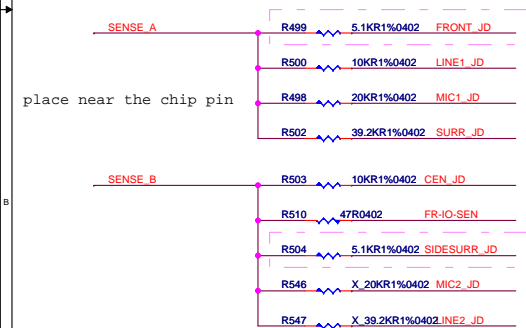 SENSE_A R499 5.1KR1%0402 FRONT_JD
R500 10KR1%0402 LINE1_JD
place near the chip pin R498 20KR1%0402 MIC1_JD
R502 39.2KR1%0402 SURR_JD
SENSE_B R503 10KR1%0402 CEN_JD
B
R510 47R0402 FR-IO-SEN
R504 5.1KR1%0402 SIDESURR_JD
R546 X_20KR1%0402 MIC2_JD
R547 X_39.2KR1%0402 LINE2_JD